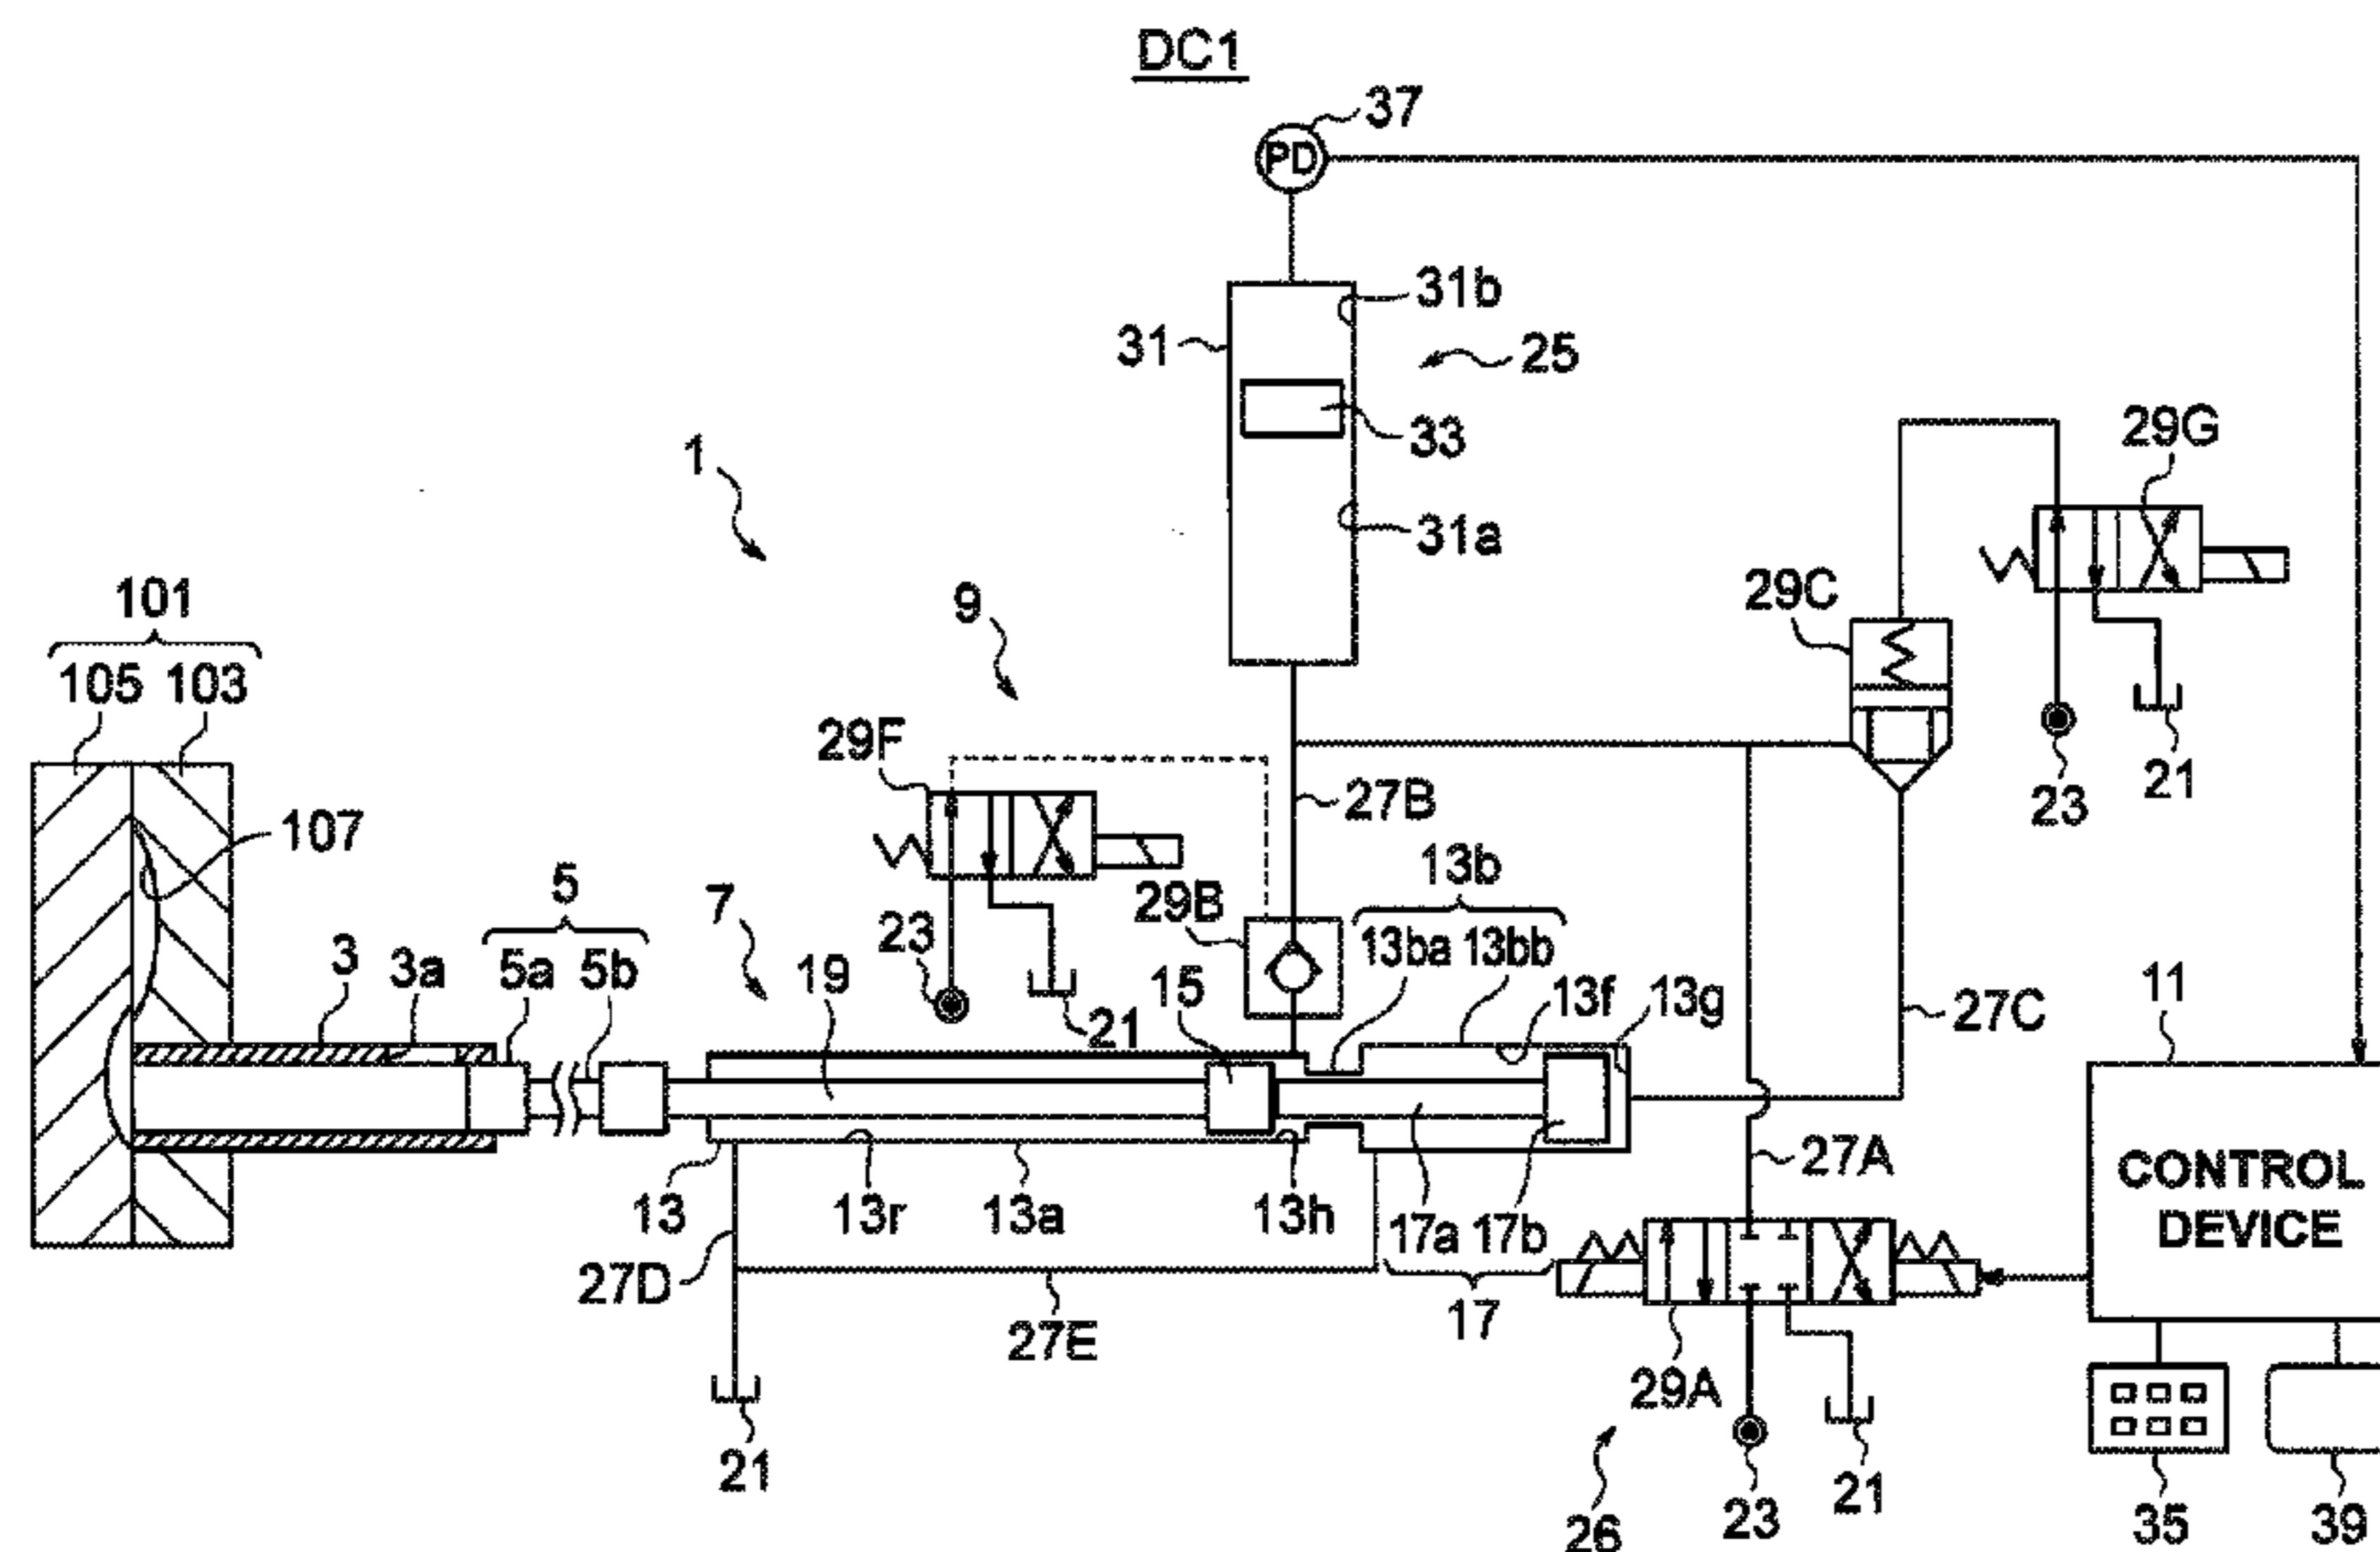 DC1
37
PD
31b
31
25
33
29G
1
31a
29C
9
101
105 103
29F
27B
23
21
107
5
7
29B
13b
13ba 13bb
3
3a
5a
5b
19
23
21
15
13f
13g
27C
11
CONTROL
DEVICE
27A
13
13r
13a
13h
17a
17b
17
27D
27E
29A
21
26
23
21
35
39